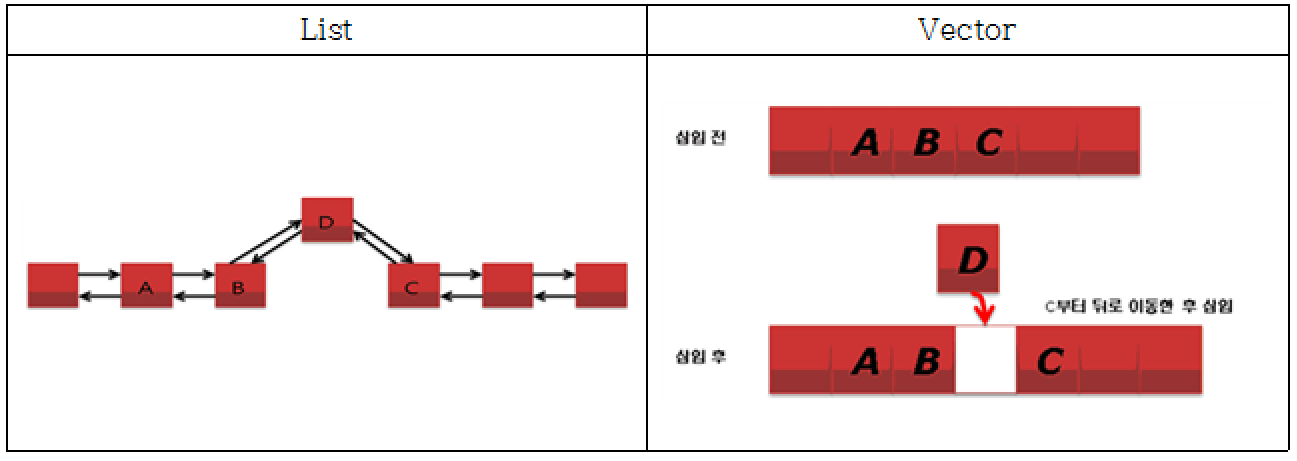 List
Vector
D
A B C
삽입 전
A B C
D
C부터 뒤로 이동한 후 삽입
삽입 후
A B C